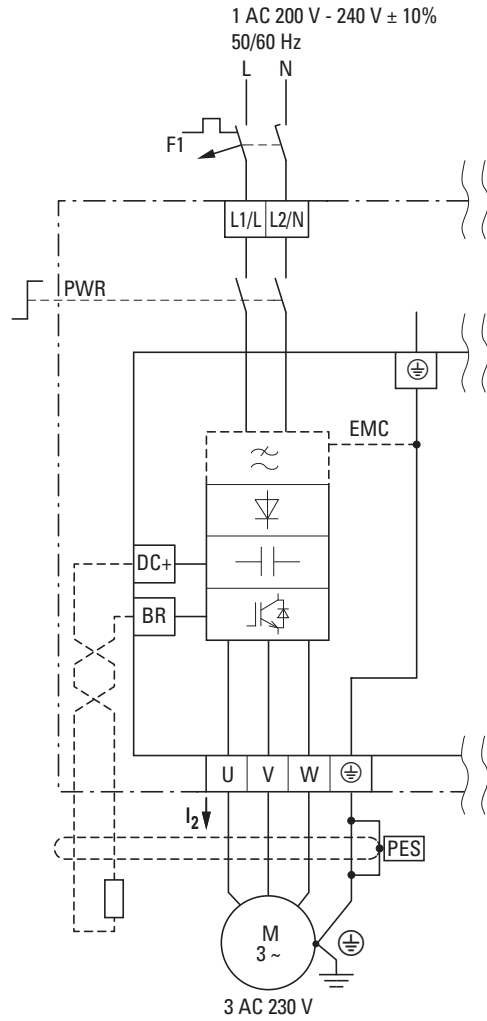 1 AC 200 V - 240 V ± 10%
50/60 Hz
L N
F1
L1/L L2/N
PWR
EMC
DC+
BR
U V W
I₂
PES
M
3 ~
3 AC 230 V